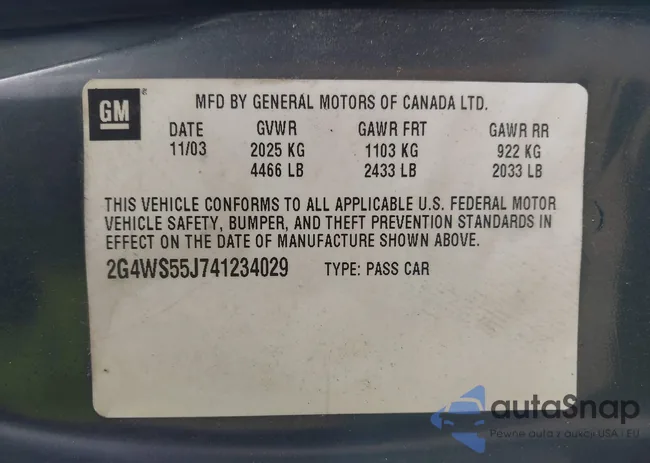 GM
MFD BY GENERAL MOTORS OF CANADA LTD.
DATE GVWR GAWR FRT GAWR RR
11/03 2025 KG 1103 KG 922 KG
4466 LB 2433 LB 2033 LB
THIS VEHICLE CONFORMS TO ALL APPLICABLE U.S. FEDERAL MOTOR
VEHICLE SAFETY, BUMPER, AND THEFT PREVENTION STANDARDS IN
EFFECT ON THE DATE OF MANUFACTURE SHOWN ABOVE.
2G4WS55J741234029 TYPE: PASS CAR
autoSnap
Pewne auta z aukcji USA i EU